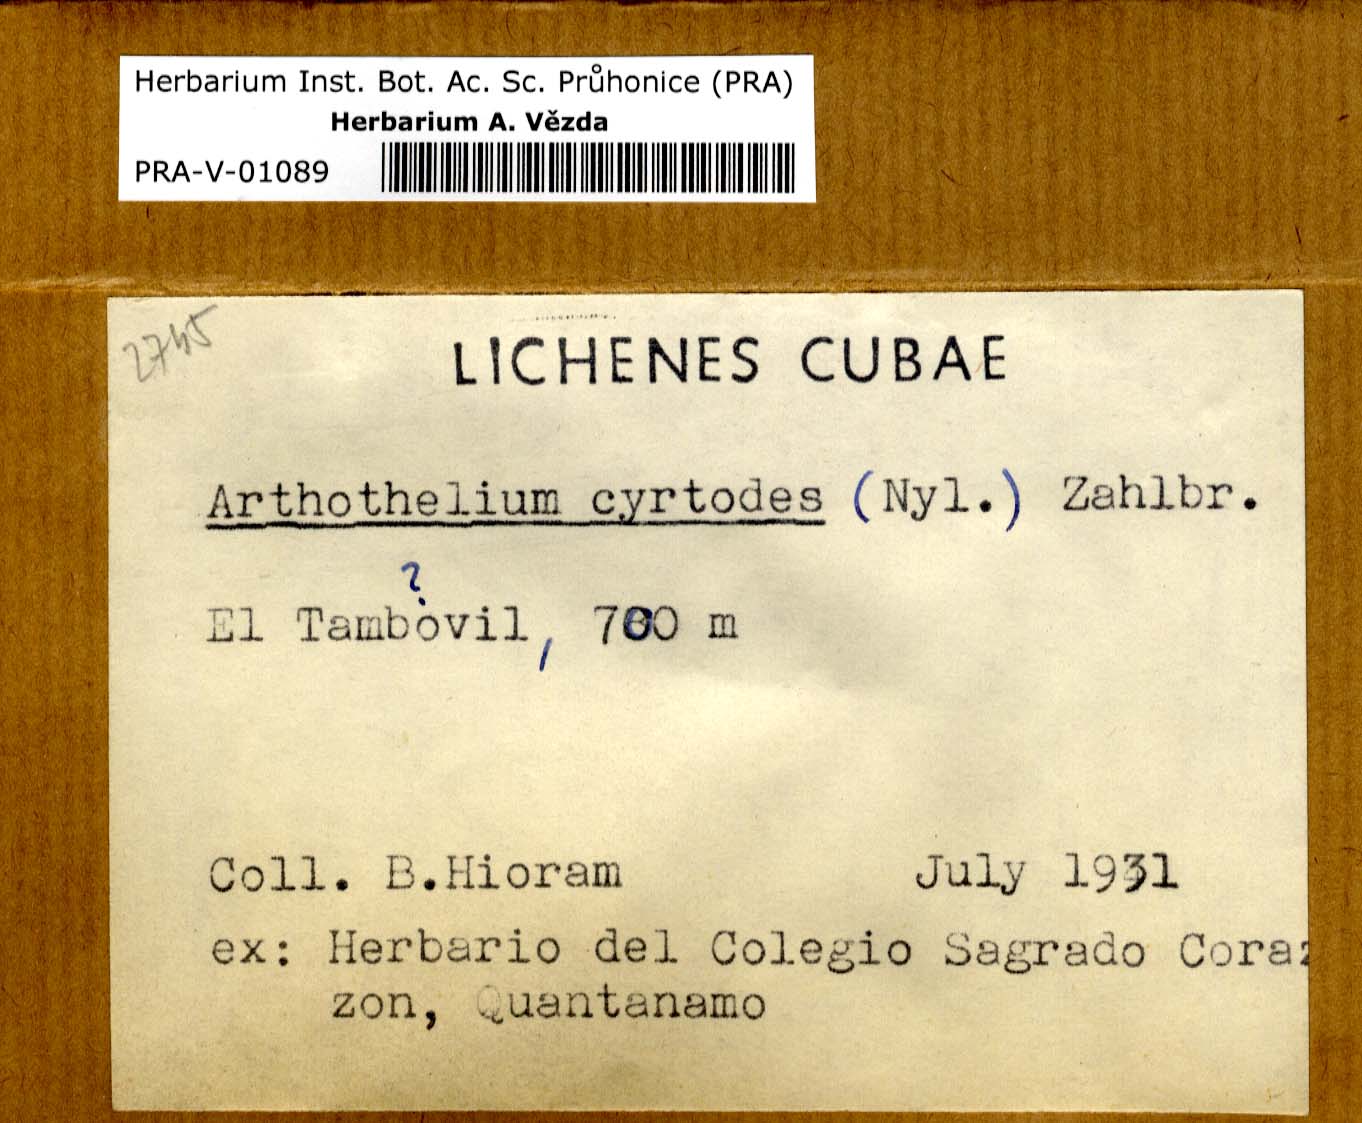 Herbarium Inst. Bot. Ac. Sc. Průhonice (PRA)
Herbarium A. Vězda
PRA-V-01089
2745
LICHENES CUBAE
Arthothelium cyrtodes (Nyl.) Zahlbr.
?
El Tambovil, 700 m
Coll. B.Hioram July 1931
ex: Herbario del Colegio Sagrado Coraz
zon, Quantanamo